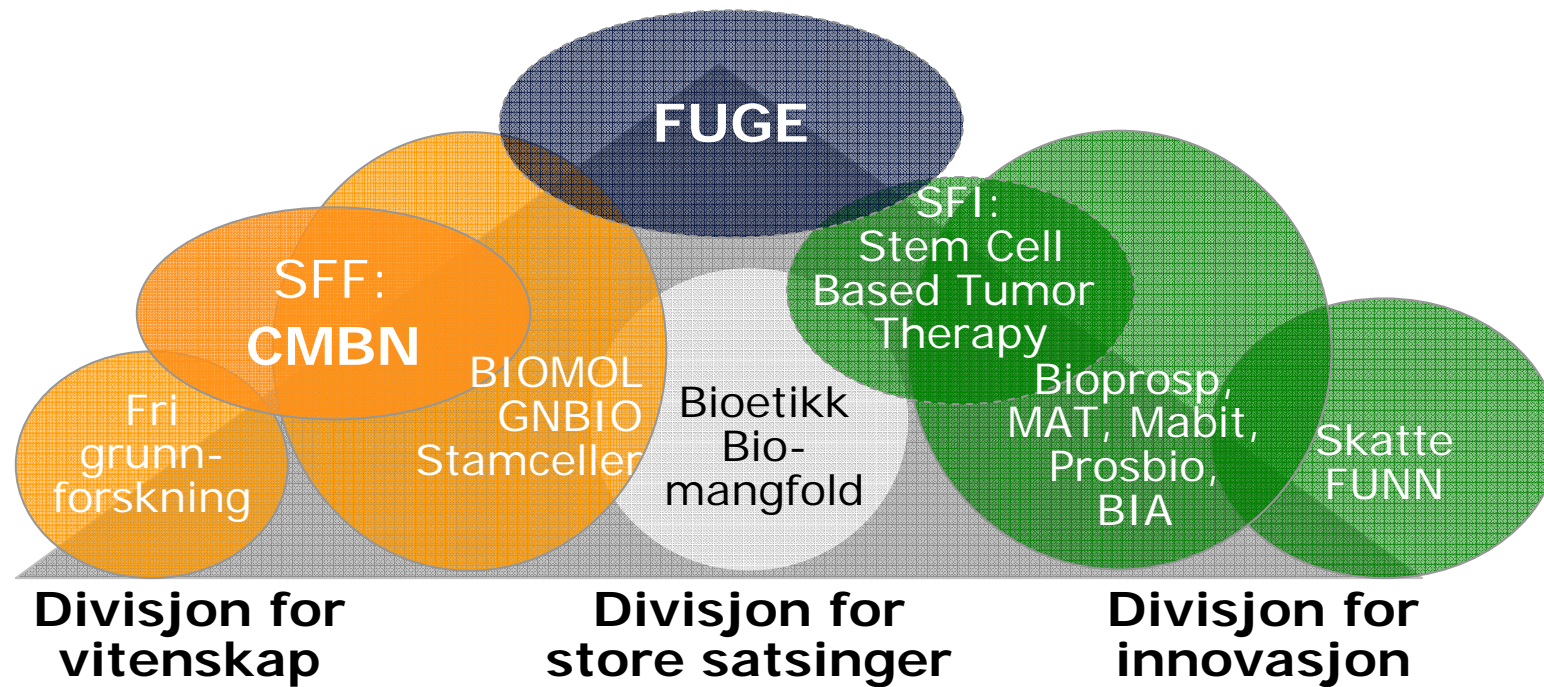 FUGE
SFF:
CMBN
Fri
grunn-
forskning
BIOMOL
GNBIO
Stamceller
Bioetikk
Bio-
mangfold
SFI:
Stem Cell
Based Tumor
Therapy
Bioprosp,
MAT, Mabit,
Prosbio,
BIA
Skatte
FUNN
Divisjon for
vitenskap
Divisjon for
store satsinger
Divisjon for
innovasjon